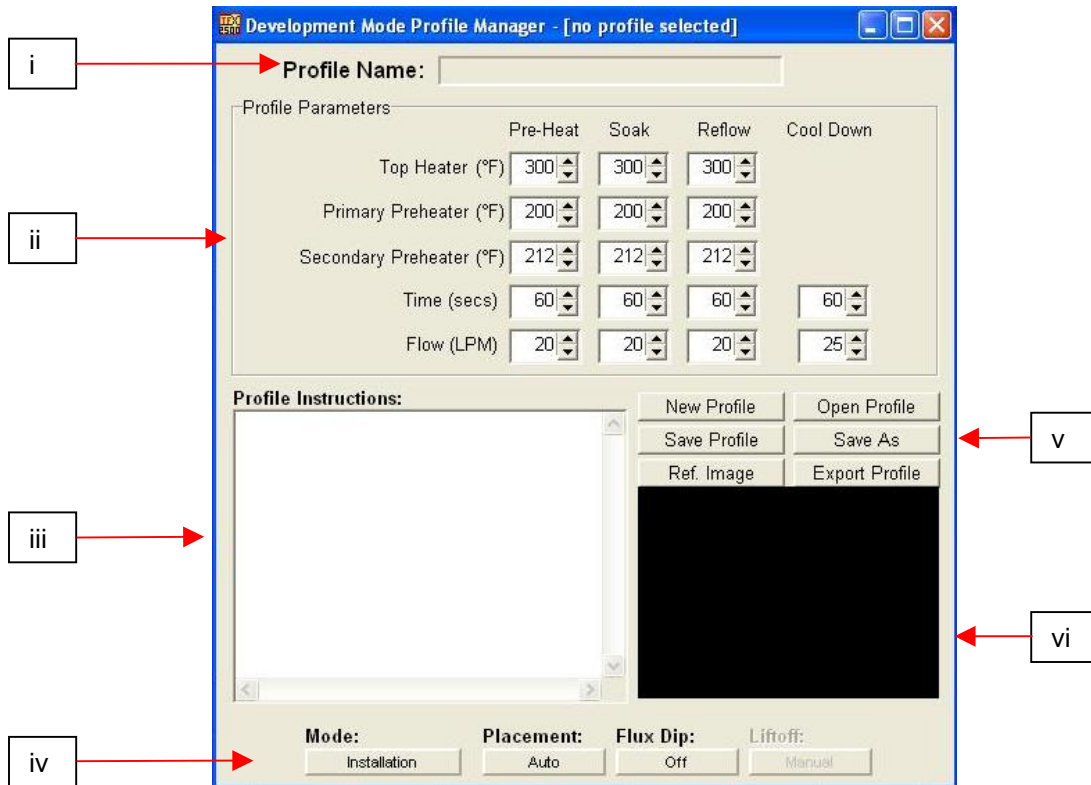 TFX 2500 Development Mode Profile Manager - [no profile selected]
i
Profile Name:
Profile Parameters
Pre-Heat Soak Reflow Cool Down
Top Heater (°F) 300 300 300
ii
Primary Preheater (°F) 200 200 200
Secondary Preheater (°F) 212 212 212
Time (secs) 60 60 60 60
Flow (LPM) 20 20 20 25
Profile Instructions:
New Profile Open Profile
Save Profile Save As
v
Ref. Image Export Profile
iii
vi
Mode: Placement: Flux Dip: Liftoff:
iv
Installation Auto Off Manual